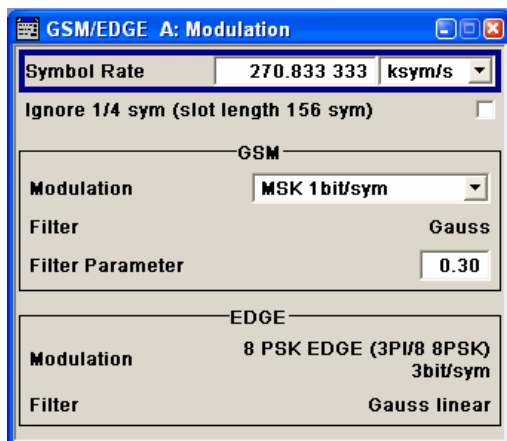 GSM/EDGE A: Modulation
Symbol Rate 270.833 333 ksym/s
Ignore 1/4 sym (slot length 156 sym)
GSM
Modulation MSK 1bit/sym
Filter Gauss
Filter Parameter 0.30
EDGE
Modulation 8 PSK EDGE (3PI/8 8PSK)
3bit/sym
Filter Gauss linear